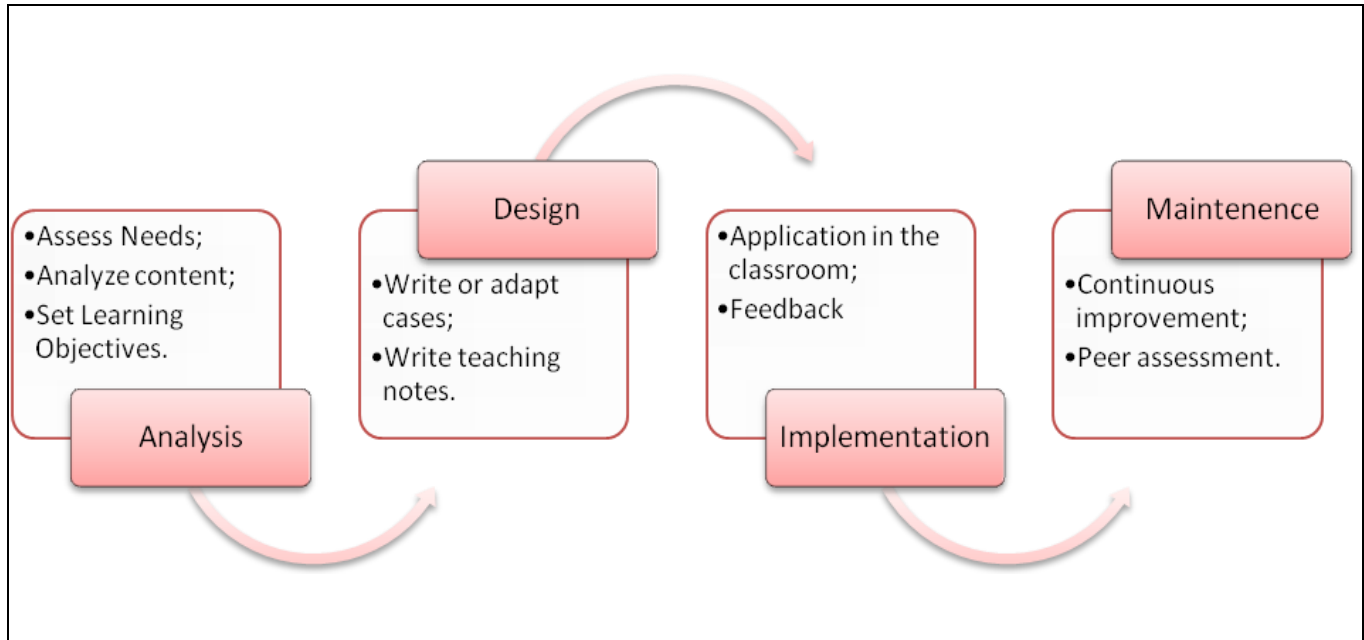 •Assess Needs;
•Analyze content;
•Set Learning
Objectives.
Analysis
Design
•Write or adapt
cases;
•Write teaching
notes.
•Application in the
classroom;
•Feedback
Implementation
Maintenence
•Continuous
improvement;
•Peer assessment.